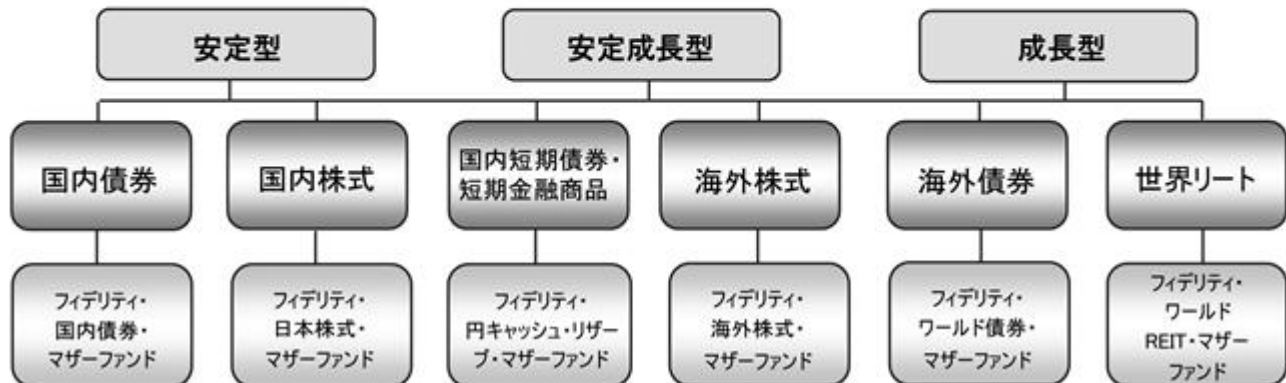 安定型
安定成長型
成長型
国内債券
国内株式
国内短期債券・
短期金融商品
海外株式
海外債券
世界リート
フィデリティ・
国内債券・
マザーファンド
フィデリティ・
日本株式・
マザーファンド
フィデリティ・
円キャッシュ・リザー
ブ・マザーファンド
フィデリティ・
海外株式・
マザーファンド
フィデリティ・
ワールド債券・
マザーファンド
フィデリティ・
ワールド
REIT・マザー
ファンド